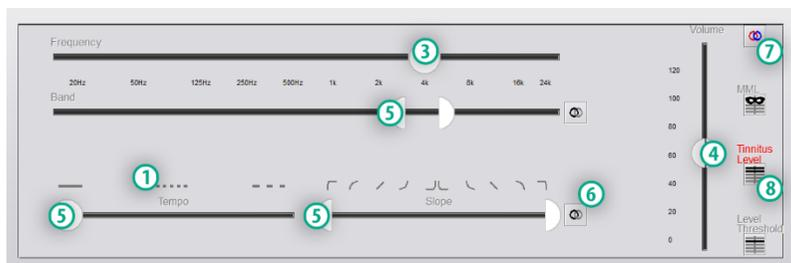 Frequency
Volume
3
7
20Hz 50Hz 125Hz 250Hz 500Hz 1k 2k 4k 8k 16k 24k
120
Band
MML
100
5
80
Tinnitus
Level
4
60
1
8
40
6
Tempo
Slope
5
5
20
Level
Threshold
0